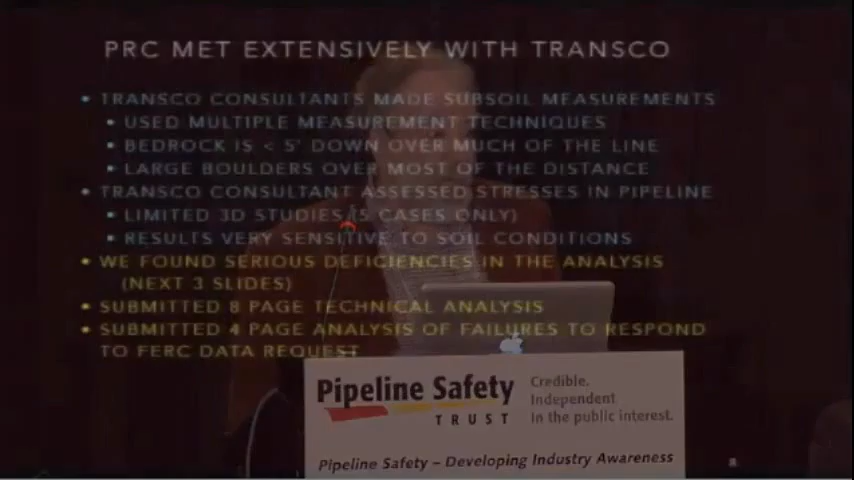 PRC MET EXTENSIVELY WITH TRANSCO
• TRANSCO CONSULTANTS MADE SUBSOIL MEASUREMENTS
• USED MULTIPLE MEASUREMENT TECHNIQUES
• BEDROCK IS < 5' DOWN OVER MUCH OF THE LINE
• LARGE BOULDERS OVER MOST OF THE DISTANCE
• TRANSCO CONSULTANT ASSESSED STRESSES IN PIPELINE
• LIMITED 3D STUDIES (5 CASES ONLY)
• RESULTS VERY SENSITIVE TO SOIL CONDITIONS
• WE FOUND SERIOUS DEFICIENCIES IN THE ANALYSIS
(NEXT 3 SLIDES)
• SUBMITTED 8 PAGE TECHNICAL ANALYSIS
• SUBMITTED 4 PAGE ANALYSIS OF FAILURES TO RESPOND
TO FERC DATA REQUEST
Pipeline Safety
TRUST
Credible.
Independent
In the public interest.
Pipeline Safety – Developing Industry Awareness